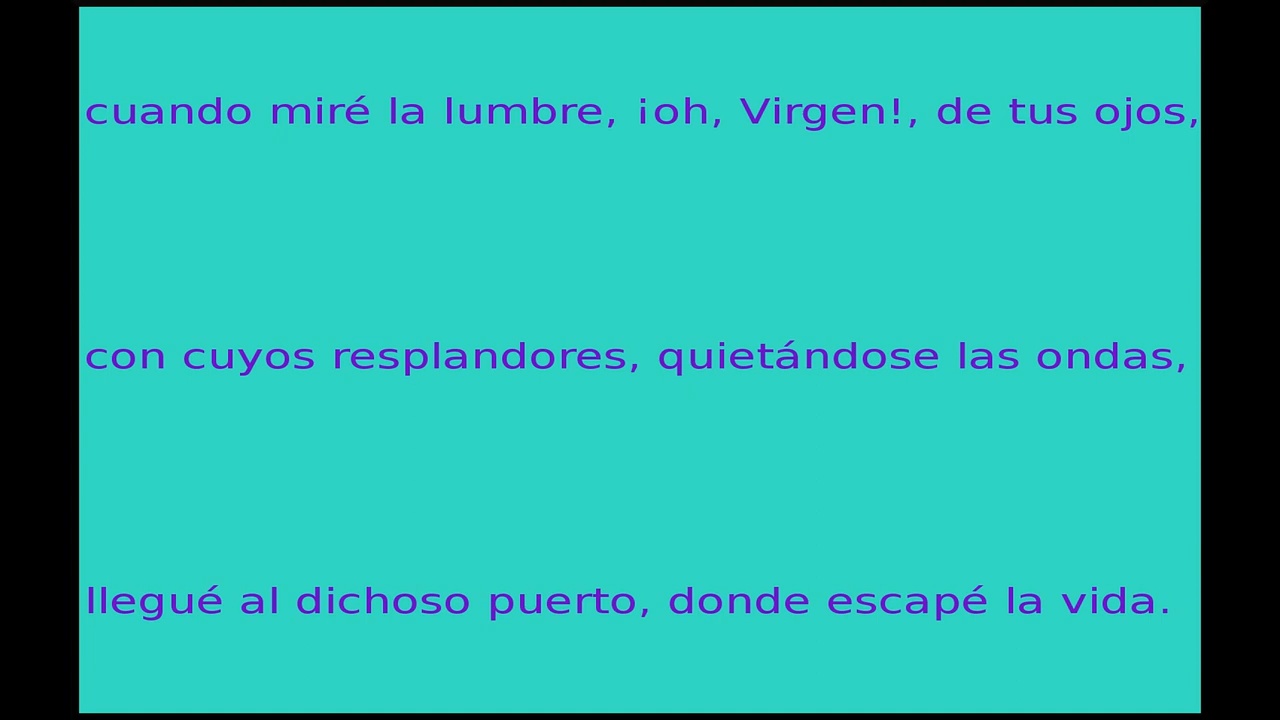 cuando miré la lumbre, ¡oh, Virgen!, de tus ojos,
con cuyos resplandores, quietándose las ondas,
llegué al dichoso puerto, donde escapé la vida.